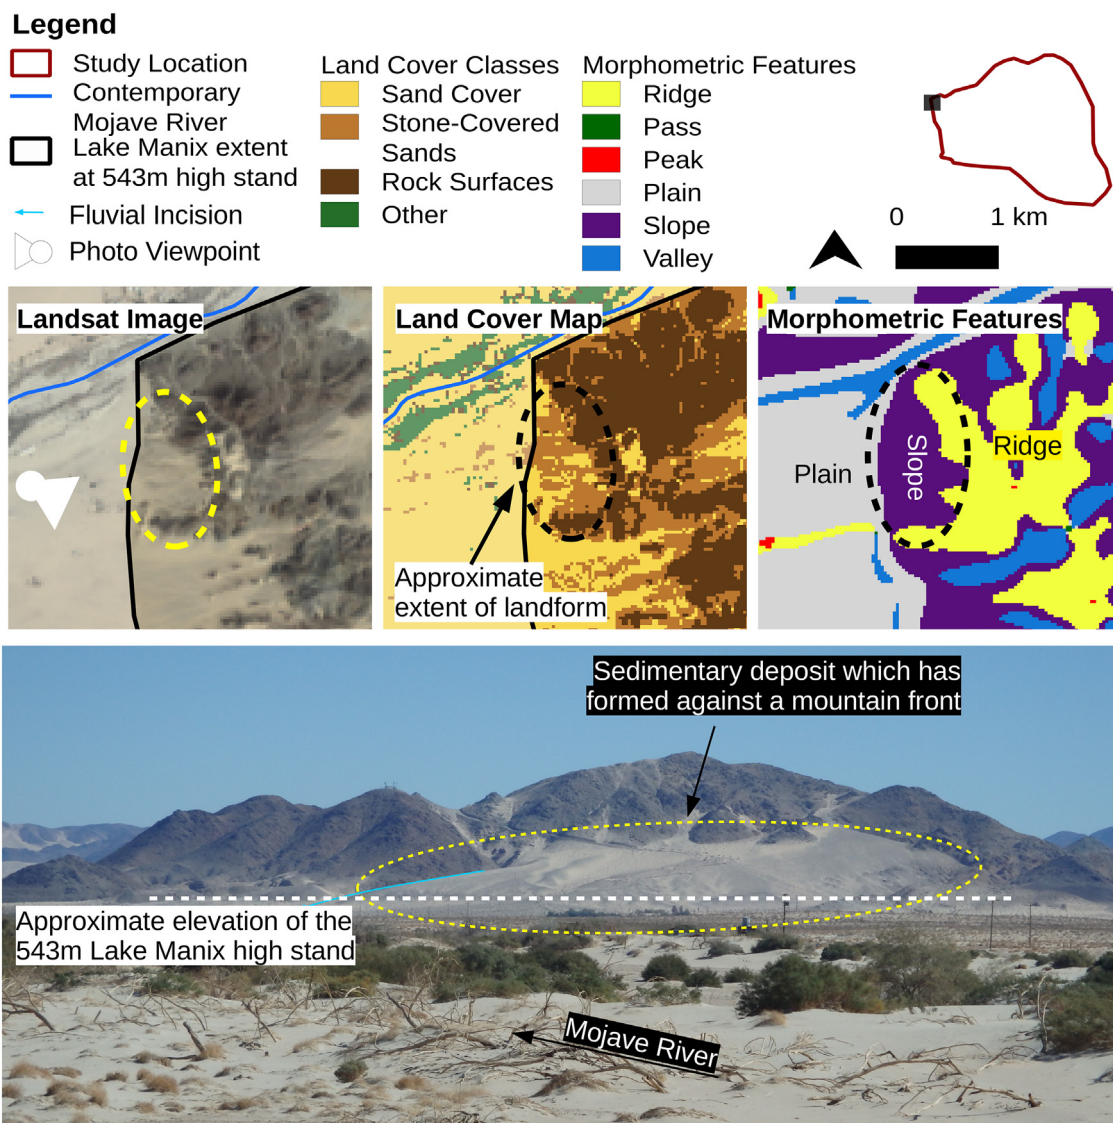 Legend
Study Location
Contemporary
Mojave River
Lake Manix extent
at 543m high stand
Fluvial Incision
Photo Viewpoint
Land Cover Classes
Sand Cover
Stone-Covered
Sands
Rock Surfaces
Other
Morphometric Features
Ridge
Pass
Peak
Plain
Slope
Valley
0 1 km
Landsat Image
Land Cover Map
Approximate
extent of landform
Morphometric Features
Plain
Slope
Ridge
Sedimentary deposit which has
formed against a mountain front
Approximate elevation of the
543m Lake Manix high stand
Mojave River